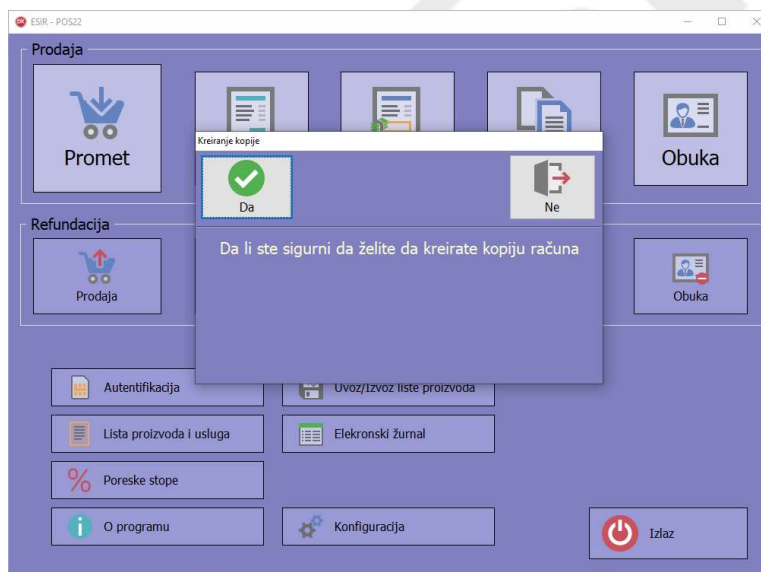 ESIR - POS22
Prodaja
Promet
Obuka
Kreiranje kopije
Da
Ne
Da li ste sigurni da želite da kreirate kopiju računa
Refundacija
Prodaja
Obuka
Autentifikacija
Uvoz/Izvoz liste proizvoda
Lista proizvoda i usluga
Elekronski žurnal
%
Poreske stope
O programu
Konfiguracija
Izlaz